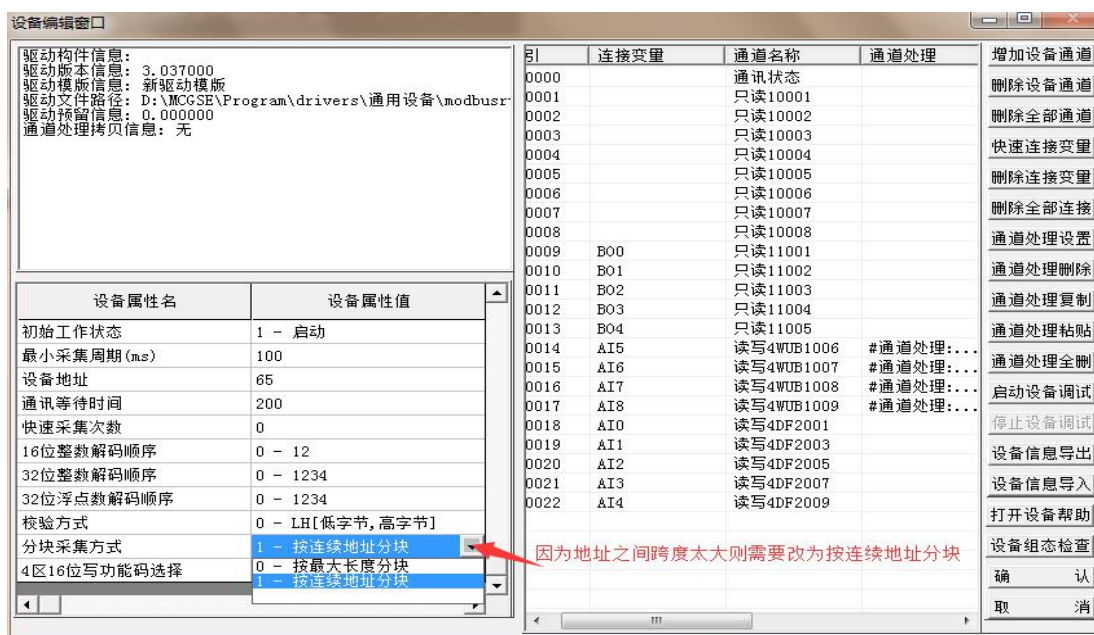 设备编辑窗口
驱动构件信息:
驱动版本信息: 3.037000
驱动模版信息: 新驱动模版
驱动文件路径: D:\MCGSE\Program\drivers\通用设备\modbusr
驱动预留信息: 0.000000
通道处理拷贝信息: 无
设备属性名 设备属性值
初始工作状态 1 - 启动
最小采集周期(ms) 100
设备地址 65
通讯等待时间 200
快速采集次数 0
16位整数解码顺序 0 - 12
32位整数解码顺序 0 - 1234
32位浮点数解码顺序 0 - 1234
校验方式 0 - LH[低字节,高字节]
分块采集方式 1 - 按连续地址分块
4区16位写功能码选择 0 - 按最大长度分块
1 - 按连续地址分块
引 连接变量 通道名称 通道处理
0000 通讯状态
0001 只读10001
0002 只读10002
0003 只读10003
0004 只读10004
0005 只读10005
0006 只读10006
0007 只读10007
0008 只读10008
0009 BO0 只读11001
0010 BO1 只读11002
0011 BO2 只读11003
0012 BO3 只读11004
0013 BO4 只读11005
0014 AI5 读写4WUB1006 #通道处理:...
0015 AI6 读写4WUB1007 #通道处理:...
0016 AI7 读写4WUB1008 #通道处理:...
0017 AI8 读写4WUB1009 #通道处理:...
0018 AI0 读写4DF2001
0019 AI1 读写4DF2003
0020 AI2 读写4DF2005
0021 AI3 读写4DF2007
0022 AI4 读写4DF2009
因为地址之间跨度太大则需要改为按连续地址分块
增加设备通道
删除设备通道
删除全部通道
快速连接变量
删除连接变量
删除全部连接
通道处理设置
通道处理删除
通道处理复制
通道处理粘贴
通道处理全删
启动设备调试
停止设备调试
设备信息导出
设备信息导入
打开设备帮助
设备组态检查
确 认
取 消